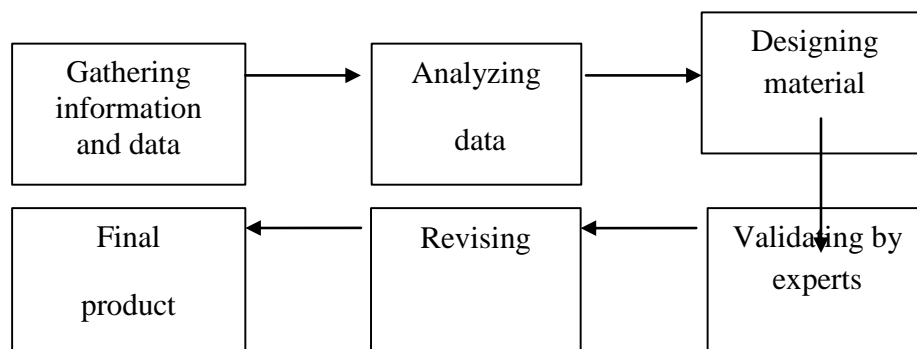 Gathering
information
and data
Analyzing
data
Designing
material
Validating by
experts
Revising
Final
product